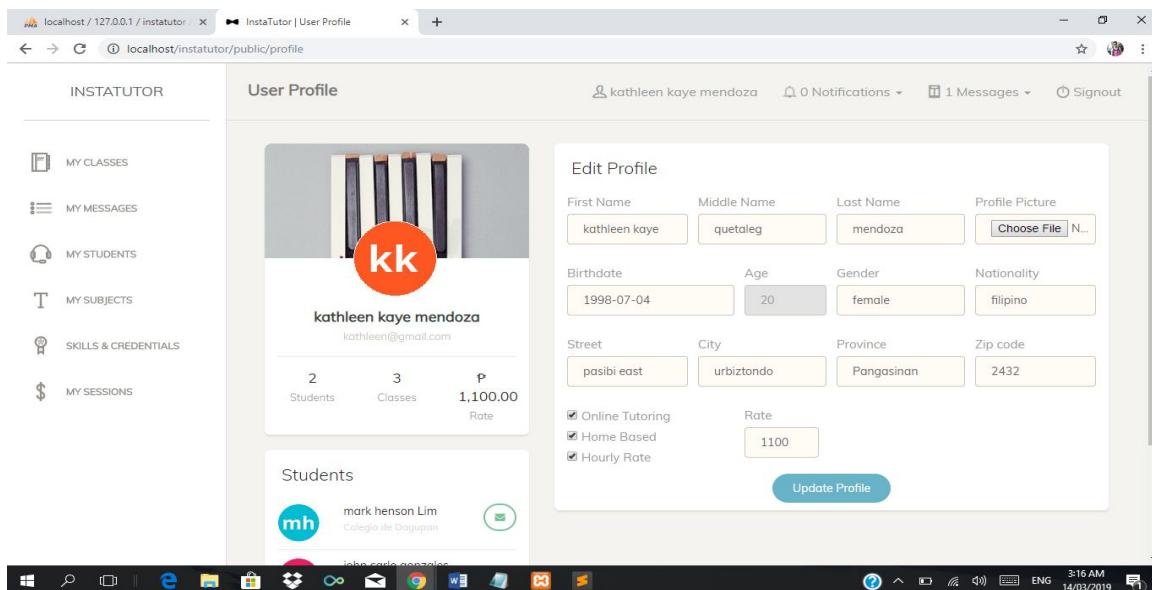 localhost / 127.0.0.1 / instatutor
InstaTutor | User Profile
localhost/instatutor/public/profile
INSTATUTOR
User Profile
kathleen kaye mendoza
0 Notifications
1 Messages
Signout
MY CLASSES
MY MESSAGES
MY STUDENTS
MY SUBJECTS
SKILLS & CREDENTIALS
MY SESSIONS
kk
kathleen kaye mendoza
kathleen@gmail.com
2 3 ₱ 1,100.00
Students Classes Rate
Students
mh
mark henson Lim
Colegio de Dagupan
john carlo gonzales
Edit Profile
First Name Middle Name Last Name Profile Picture
kathleen kaye quetaleg mendoza Choose File N...
Birthdate Age Gender Nationality
1998-07-04 20 female filipino
Street City Province Zip code
pasibi east urbiztondo Pangasinan 2432
Online Tutoring Rate
Home Based 1100
Hourly Rate
Update Profile
ENG
3:16 AM
14/03/2019